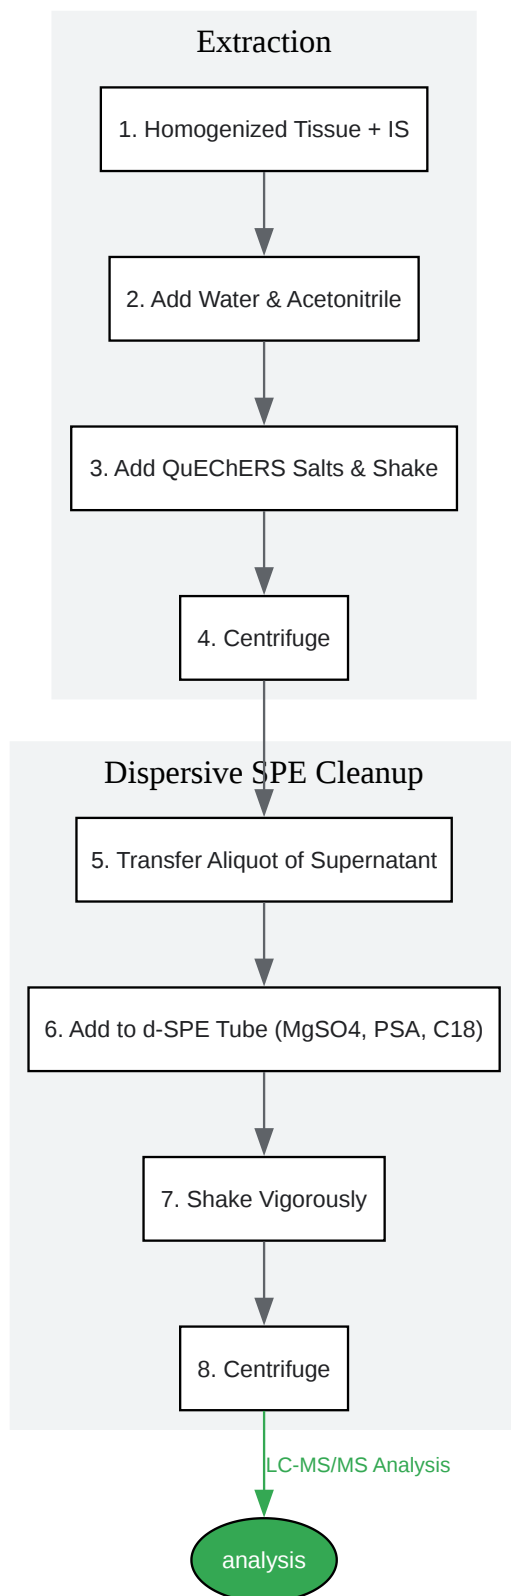 Extraction
1. Homogenized Tissue + IS
2. Add Water & Acetonitrile
3. Add QuEChERS Salts & Shake
4. Centrifuge
Dispersive SPE Cleanup
5. Transfer Aliquot of Supernatant
6. Add to d-SPE Tube (MgSO4, PSA, C18)
7. Shake Vigorously
8. Centrifuge
LC-MS/MS Analysis
analysis